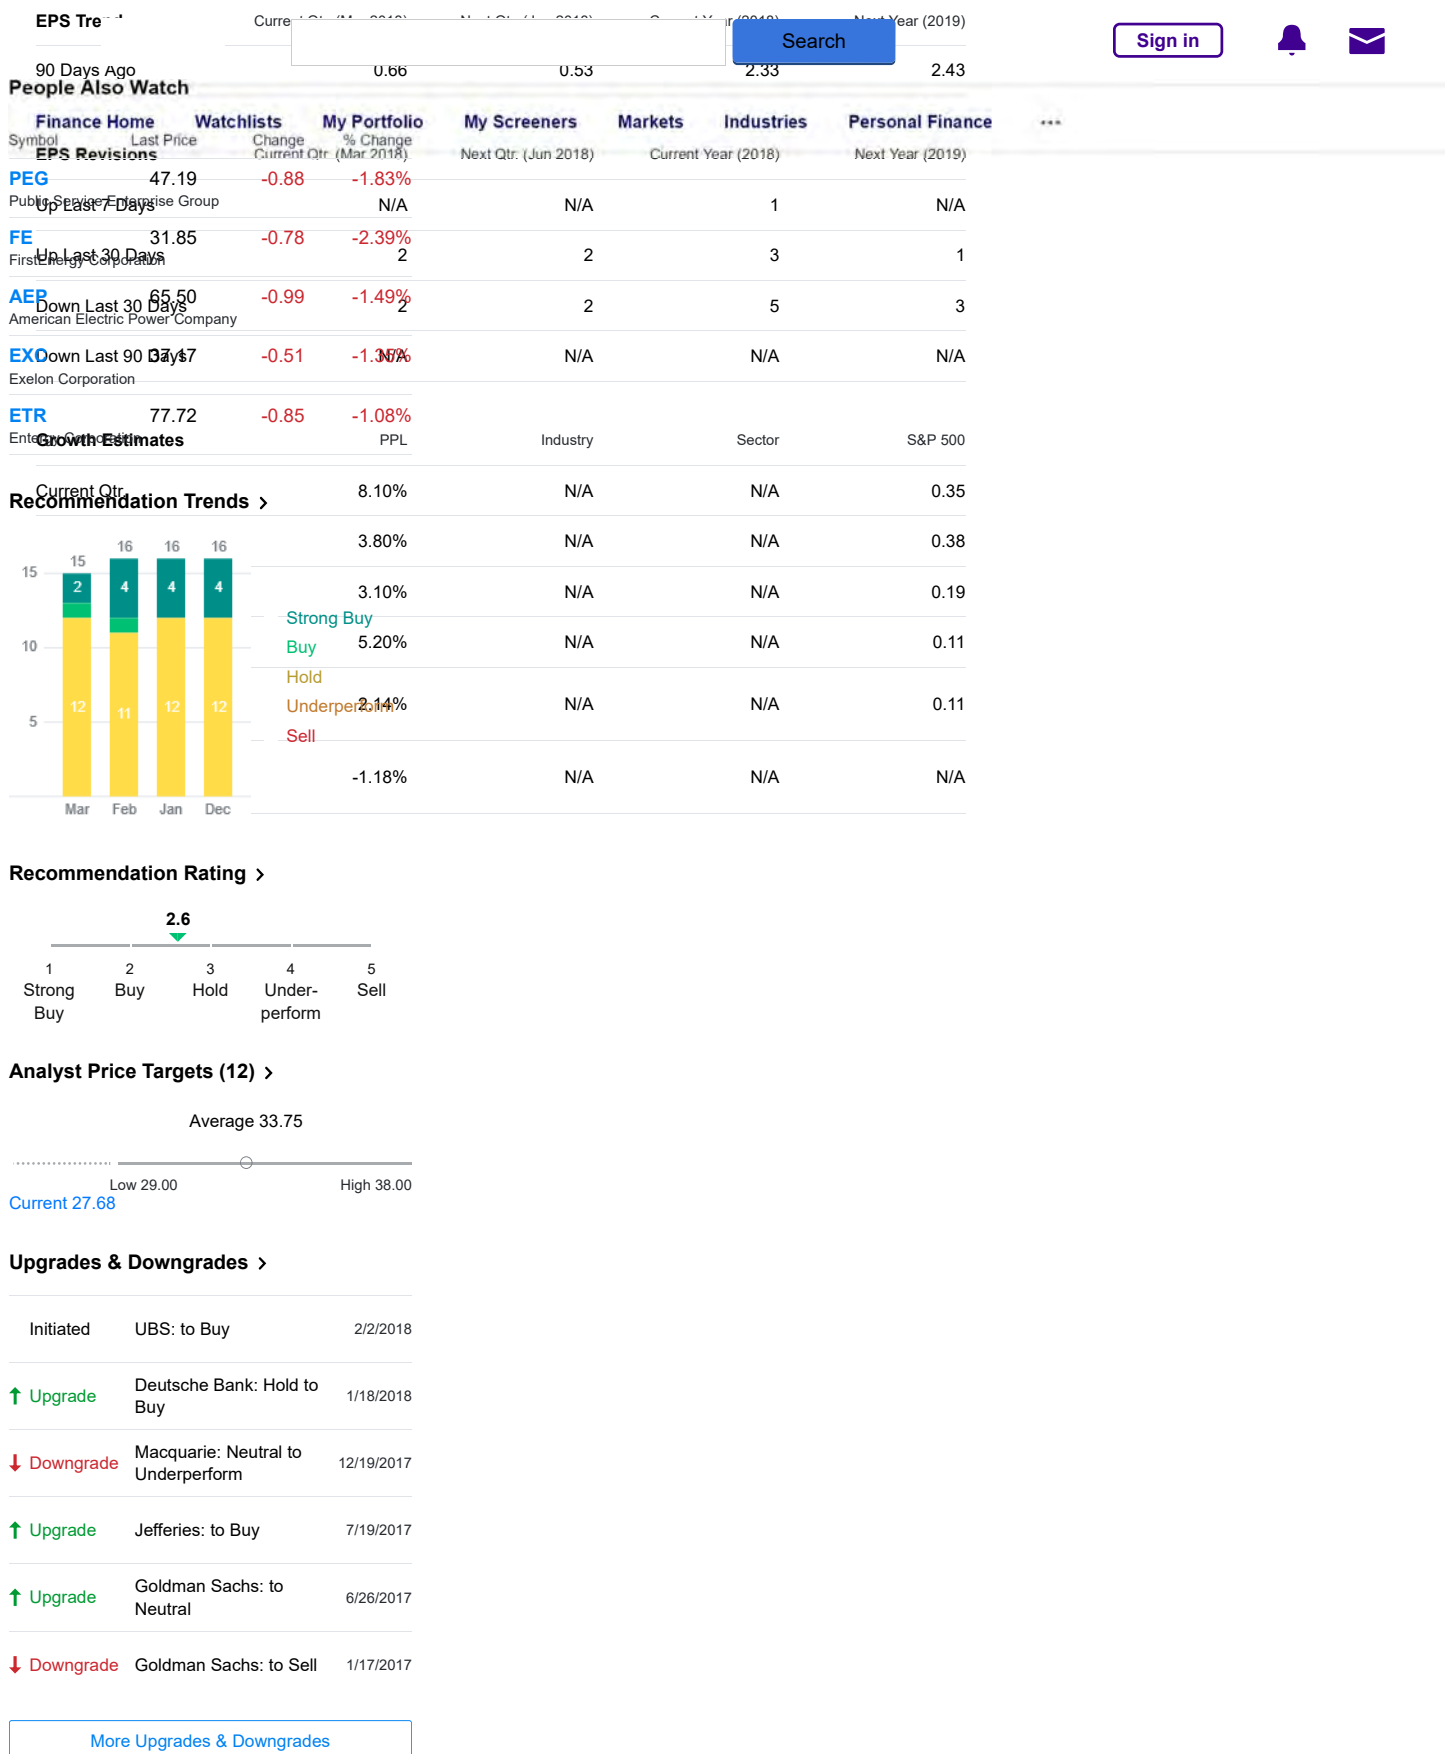 EPS Tre
Next Year (2019)
Search
Sign in
90 Days Ago 0.66 0.53 2.33 2.43
People Also Watch
Finance Home Watchlists My Portfolio My Screeners Markets Industries Personal Finance ...
Symbol Last Price Change % Change
EPS Revisions Current Qtr. (Mar 2018) Next Qtr. (Jun 2018) Current Year (2018) Next Year (2019)
PEG 47.19 -0.88 -1.83%
Public Service Enterprise Group
Up Last 7 Days N/A N/A 1 N/A
FE 31.85 -0.78 -2.39%
FirstEnergy Corporation
Up Last 30 Days 2 2 3 1
AEP 65.50 -0.99 -1.49%
American Electric Power Company
Down Last 30 Days 2 2 5 3
EXC 37.17 -0.51
Exelon Corporation
Down Last 90 Days N/A N/A N/A N/A
ETR 77.72 -0.85 -1.08%
Entergy Corporation
Growth Estimates PPL Industry Sector S&P 500
Current Qtr. 8.10% N/A N/A 0.35
Recommendation Trends >
3.80% N/A N/A 0.38
3.10% N/A N/A 0.19
5.20% N/A N/A 0.11
2.14% N/A N/A 0.11
-1.18% N/A N/A N/A
16 16 16
15
15
2 4 4 4
10
12 11 12 12
5
Mar Feb Jan Dec
Strong Buy
Buy
Hold
Underperform
Sell
Recommendation Rating >
2.6
1 2 3 4 5
Strong Buy Hold Under- Sell
Buy perform
Analyst Price Targets (12) >
Average 33.75
Low 29.00 High 38.00
Current 27.68
Upgrades & Downgrades >
Initiated UBS: to Buy 2/2/2018
Upgrade Deutsche Bank: Hold to 1/18/2018
Buy
Downgrade Macquarie: Neutral to 12/19/2017
Underperform
Upgrade Jefferies: to Buy 7/19/2017
Upgrade Goldman Sachs: to 6/26/2017
Neutral
Downgrade Goldman Sachs: to Sell 1/17/2017
More Upgrades & Downgrades